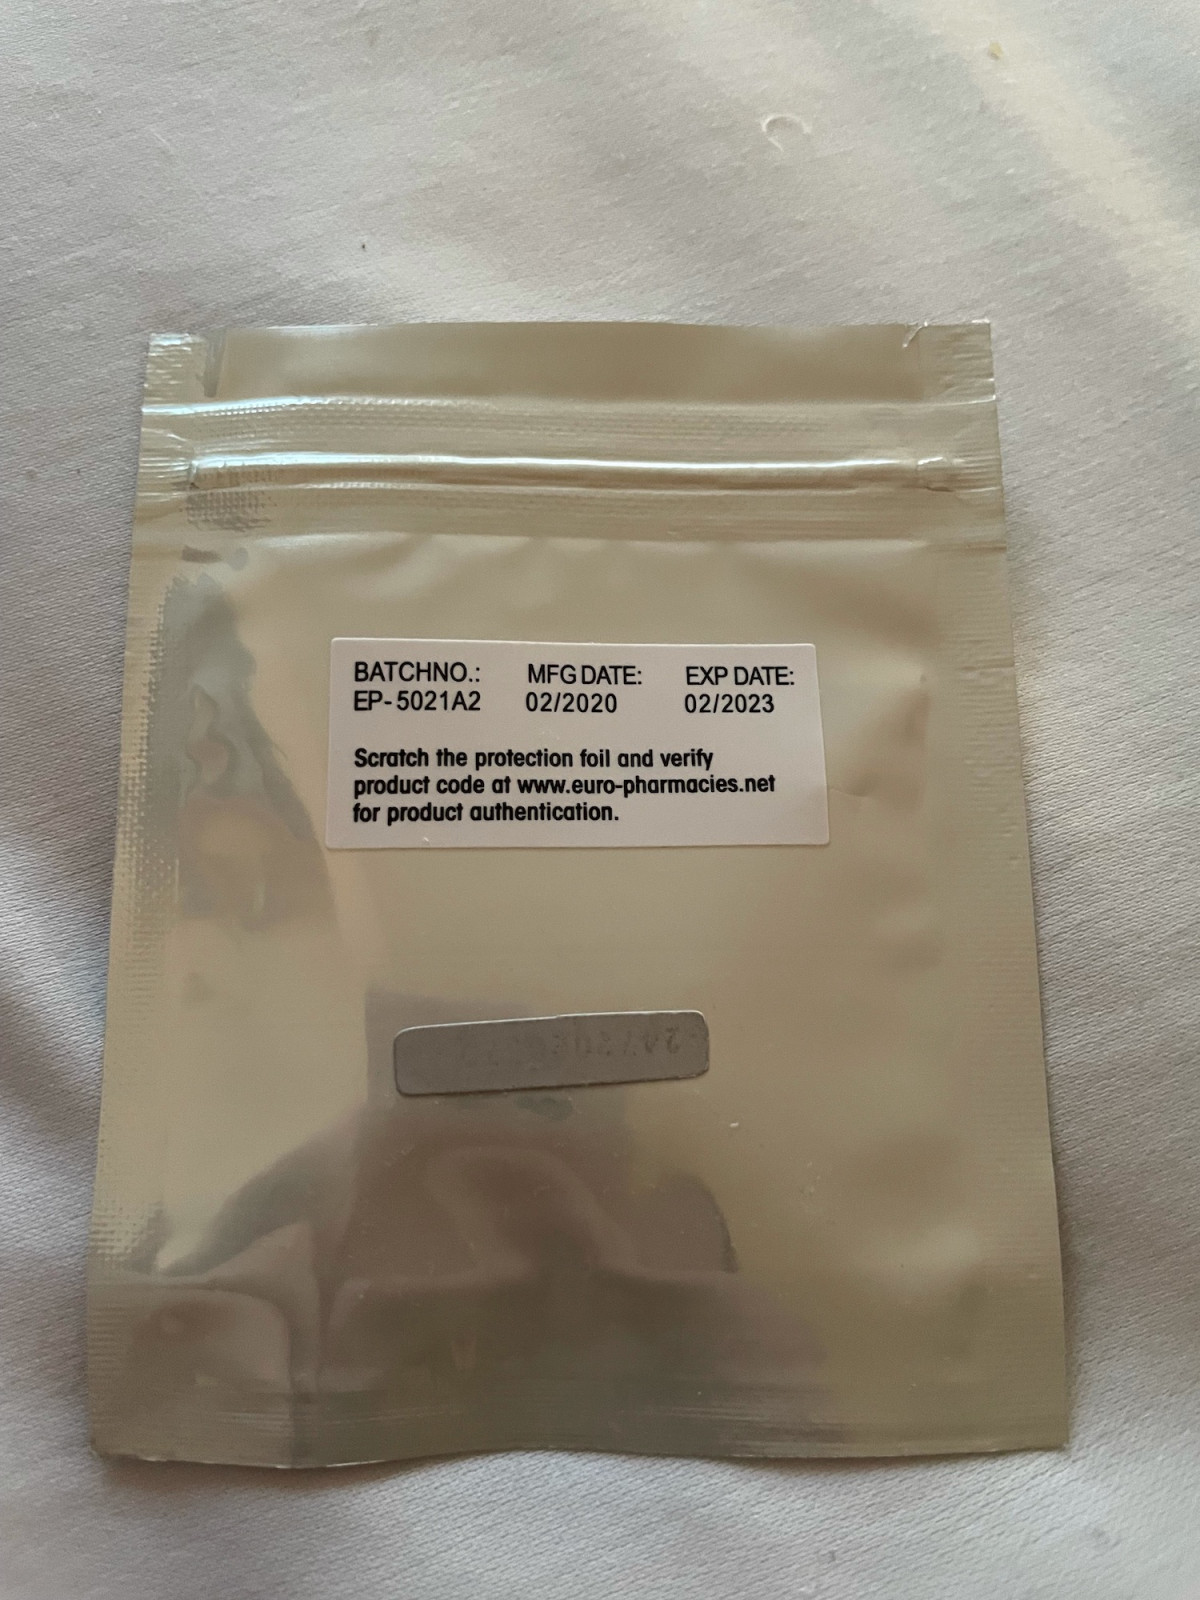 BATCHNO.: MFG DATE: EXP DATE:
EP-5021A2 02/2020 02/2023
Scratch the protection foil and verify
product code at www.euro-pharmacies.net
for product authentication.